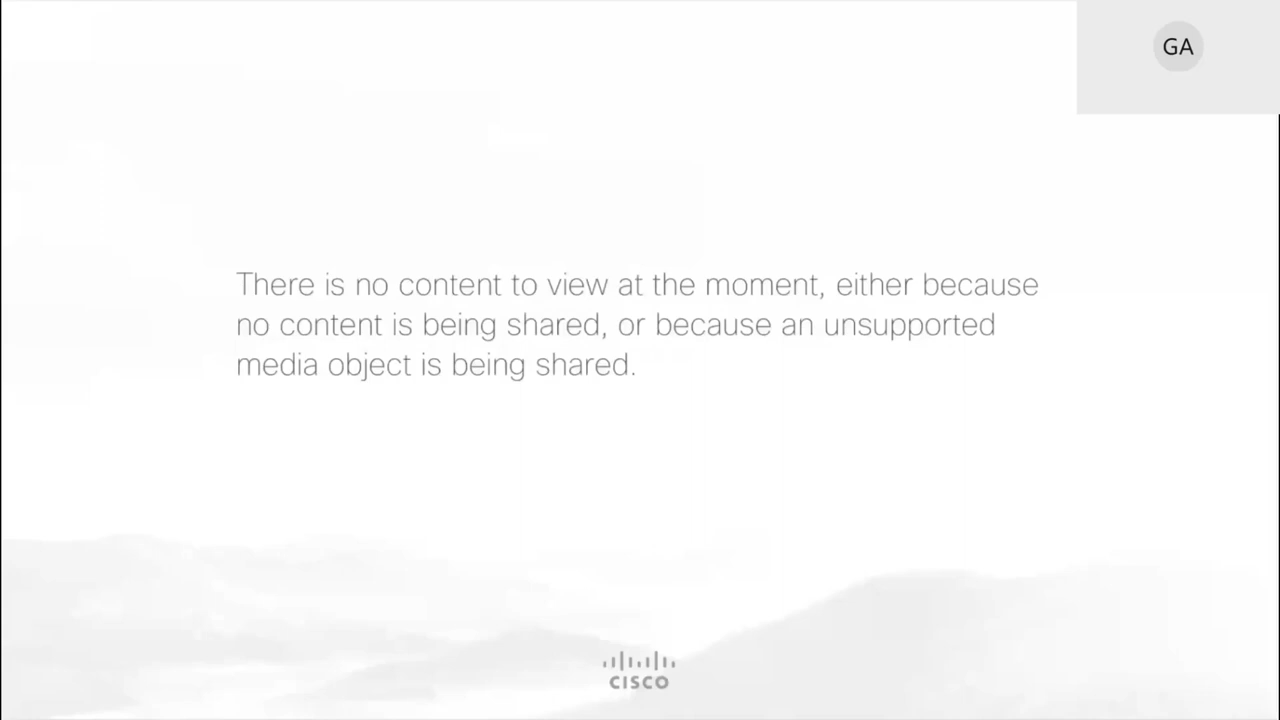 GA
There is no content to view at the moment, either because
no content is being shared, or because an unsupported
media object is being shared.
CISCO